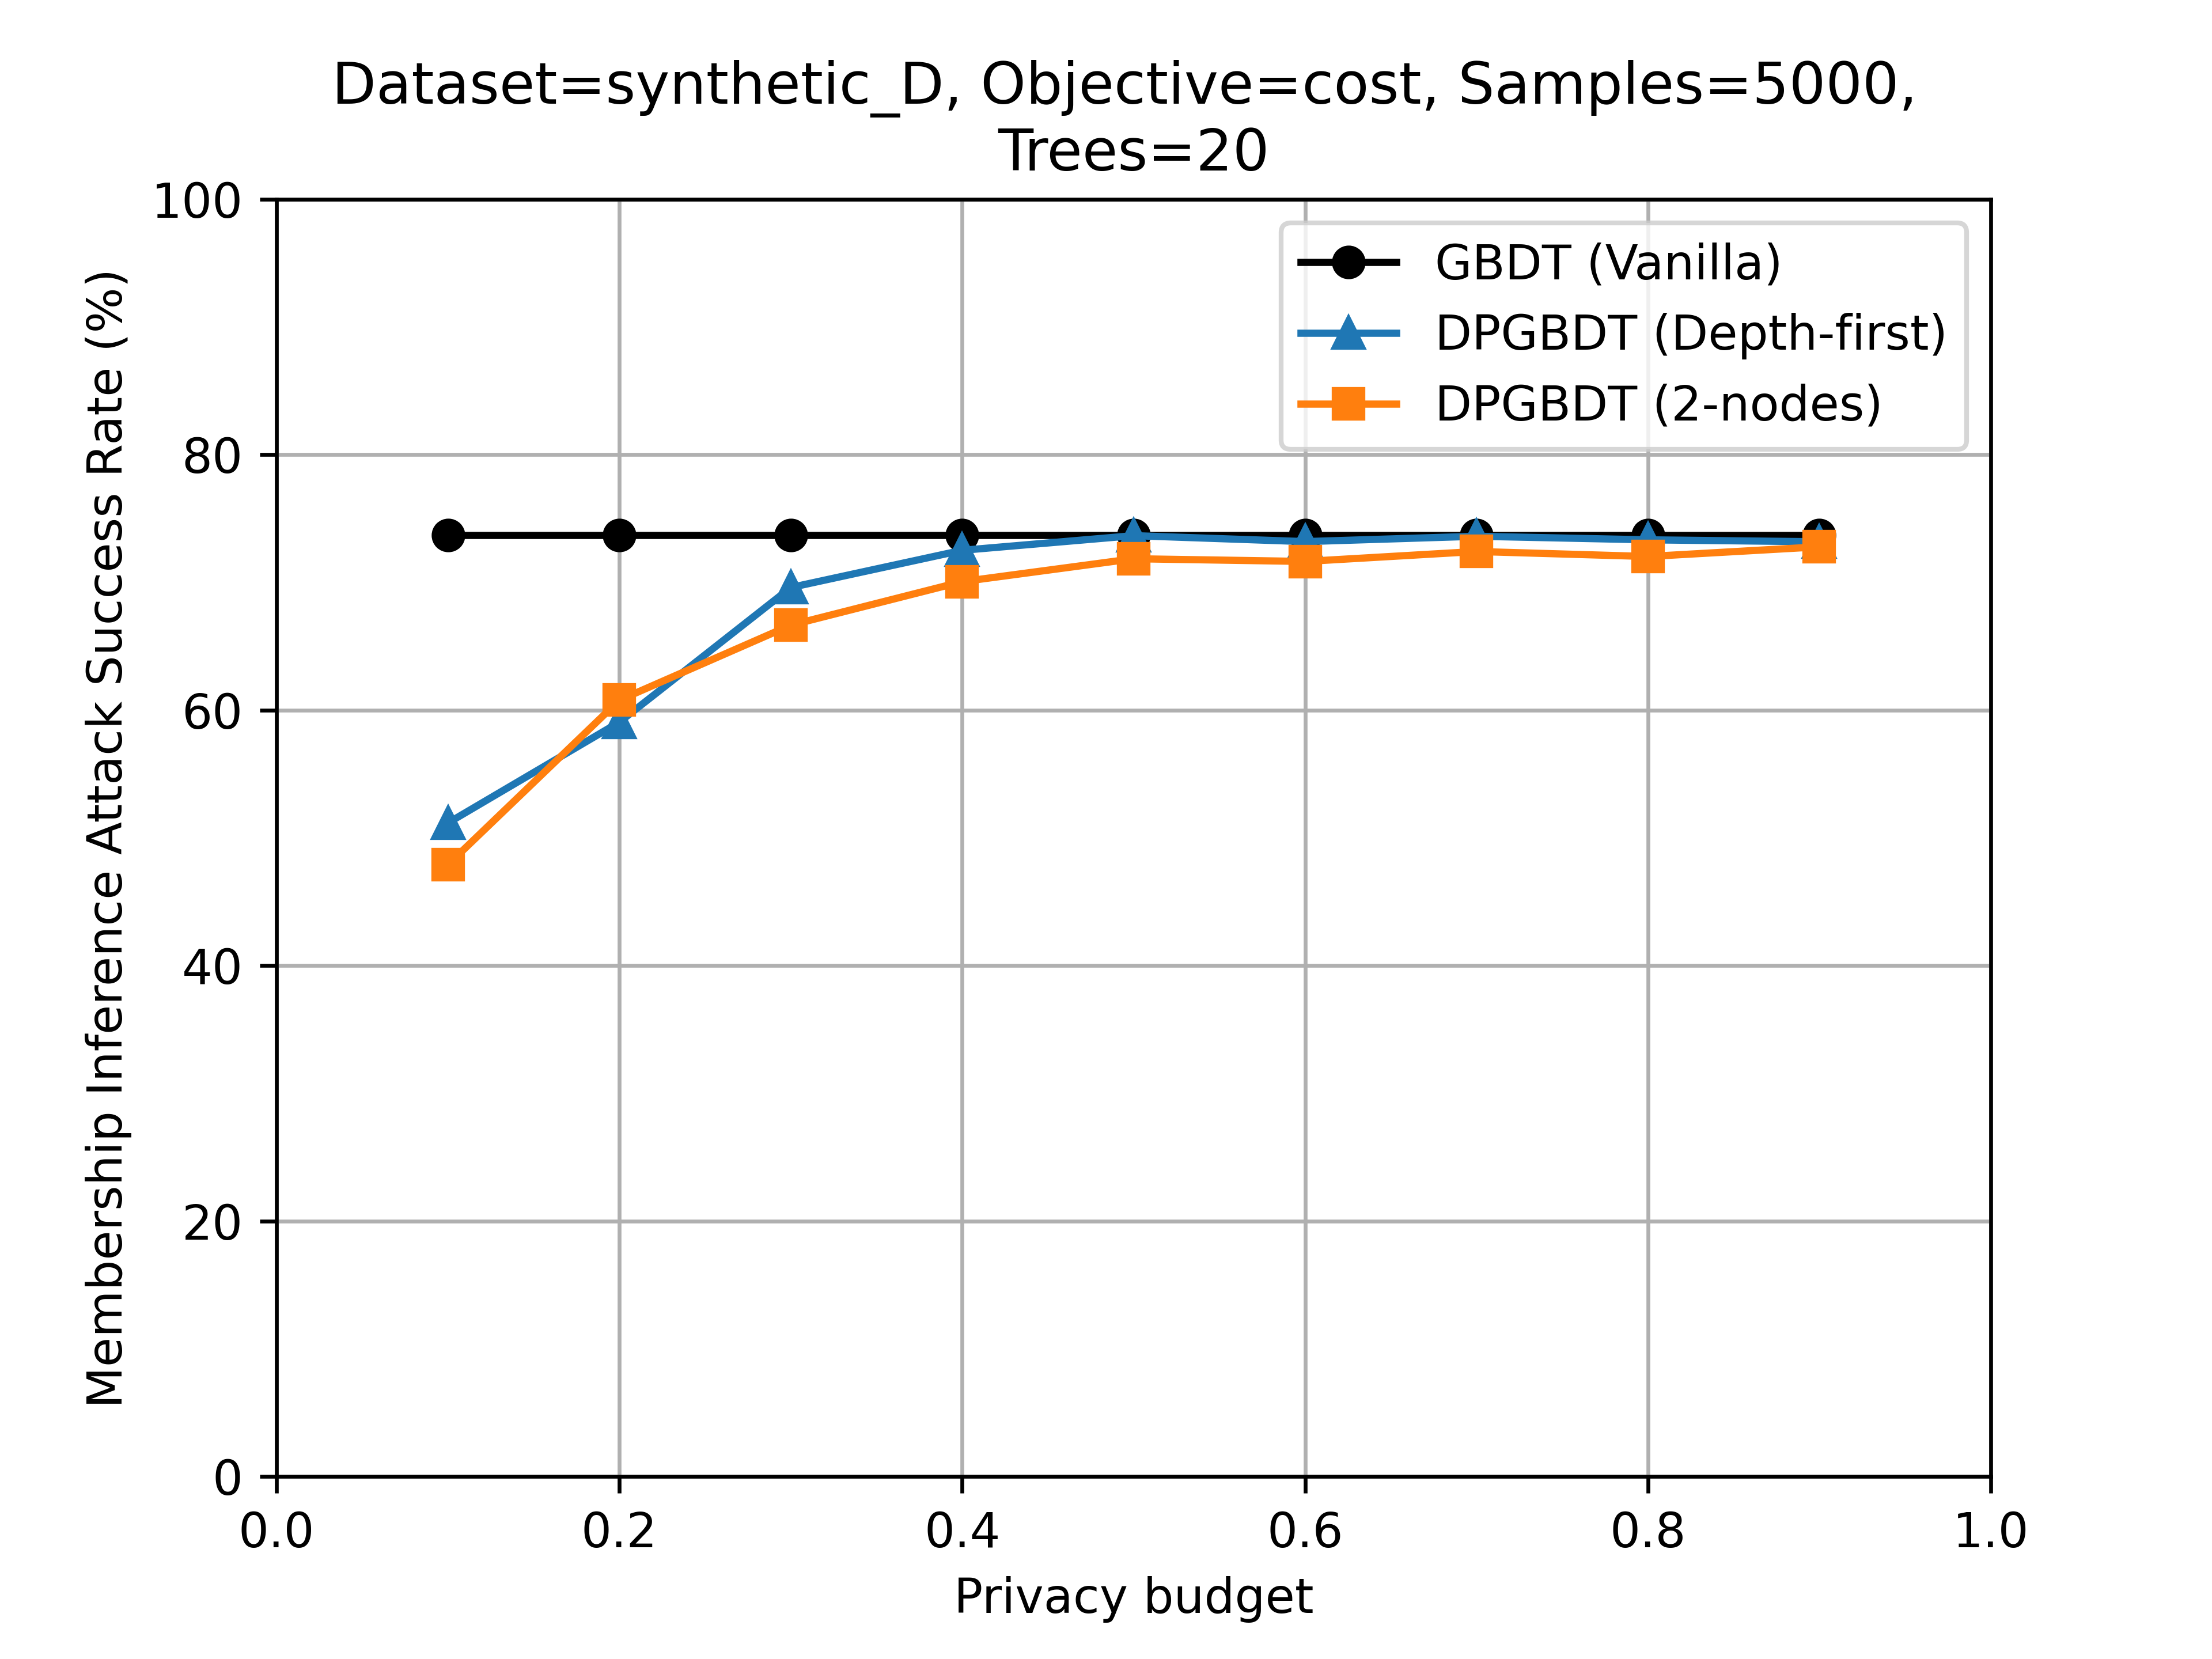 Dataset=synthetic_D, Objective=cost, Samples=5000,
Trees=20
100
80
60
40
20
0
Membership Inference Attack Success Rate (%)
GBDT (Vanilla)
DPGBDT (Depth-first)
DPGBDT (2-nodes)
0.0
0.2
0.4
0.6
0.8
1.0
Privacy budget